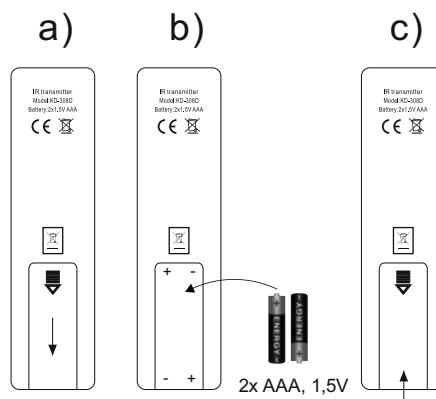 a)
b)
c)
IR transmitter
Model:KD-308D
Battery:2x1,5V AAA
CE
IR transmitter
Model:KD-308D
Battery:2x1,5V AAA
CE
IR transmitter
Model:KD-308D
Battery:2x1,5V AAA
CE
+ -
- +
+ ENERGY -
ENERGY -
+
2x AAA, 1,5V